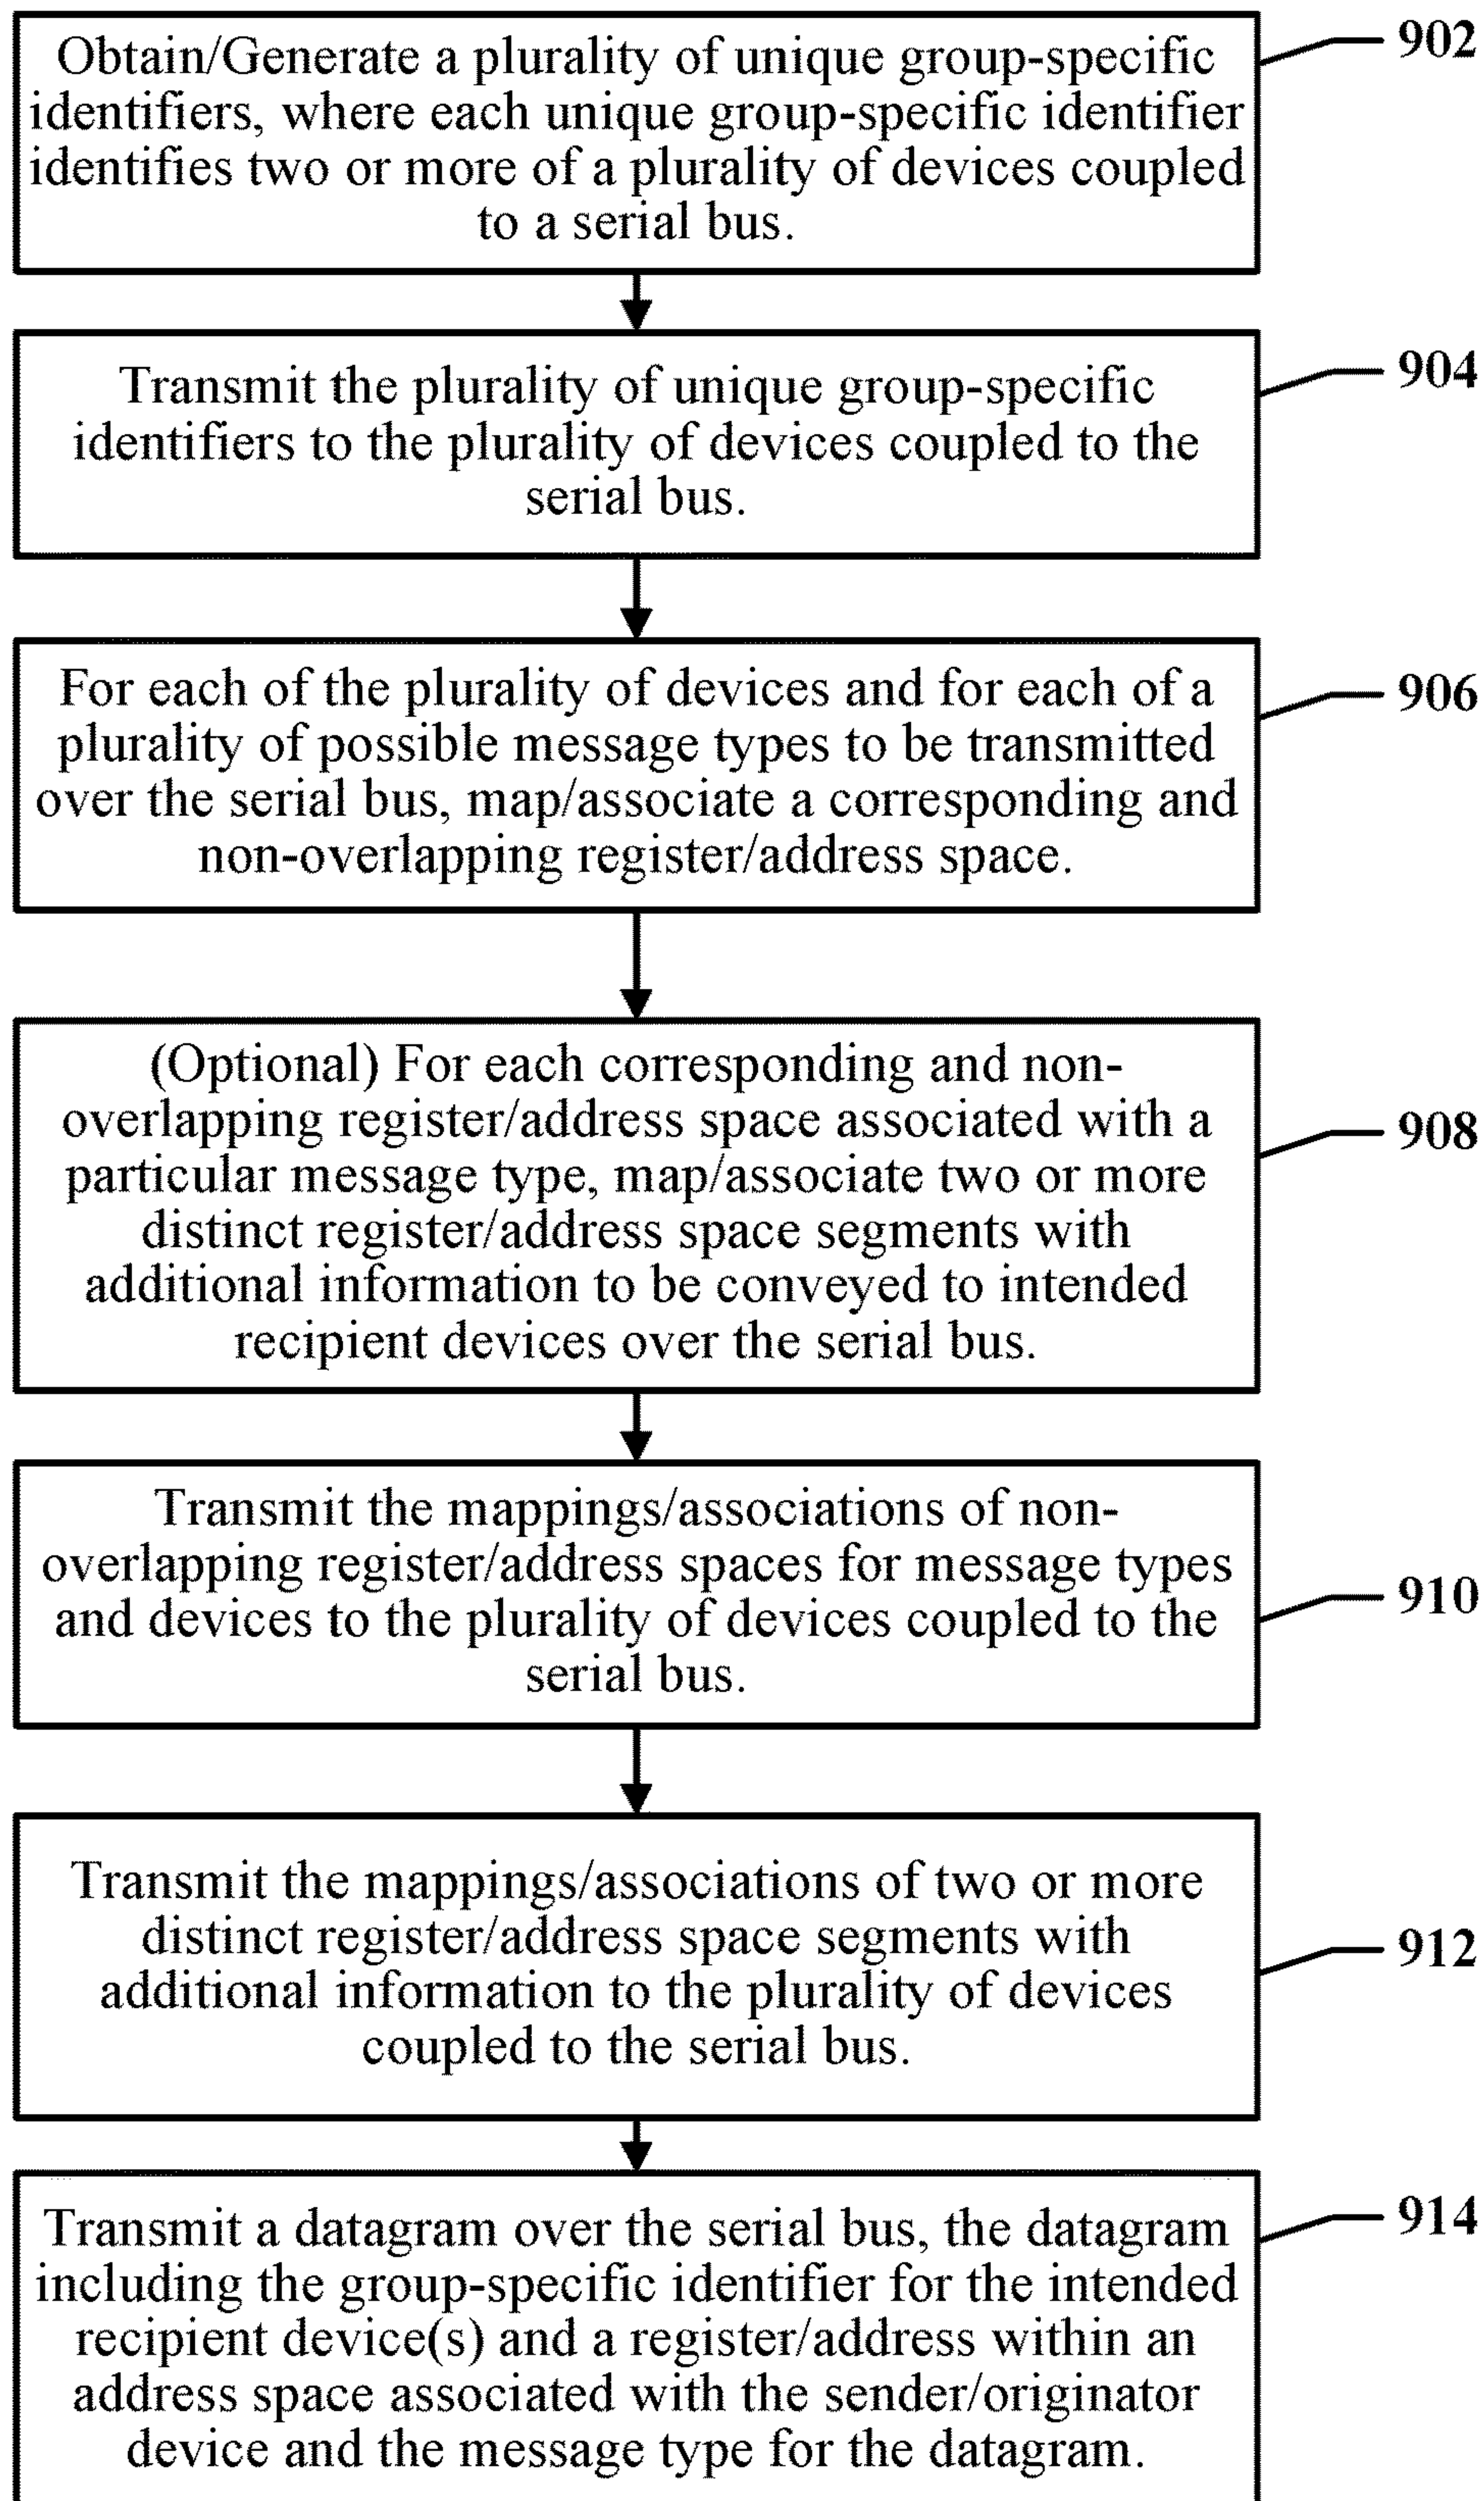 Obtain/Generate a plurality of unique group-specific
identifiers, where each unique group-specific identifier
identifies two or more of a plurality of devices coupled
to a serial bus.
902
Transmit the plurality of unique group-specific
identifiers to the plurality of devices coupled to the
serial bus.
904
For each of the plurality of devices and for each of a
plurality of possible message types to be transmitted
over the serial bus, map/associate a corresponding and
non-overlapping register/address space.
906
(Optional) For each corresponding and non-
overlapping register/address space associated with a
particular message type, map/associate two or more
distinct register/address space segments with
additional information to be conveyed to intended
recipient devices over the serial bus.
908
Transmit the mappings/associations of non-
overlapping register/address spaces for message types
and devices to the plurality of devices coupled to the
serial bus.
910
Transmit the mappings/associations of two or more
distinct register/address space segments with
additional information to the plurality of devices
coupled to the serial bus.
912
Transmit a datagram over the serial bus, the datagram
including the group-specific identifier for the intended
recipient device(s) and a register/address within an
address space associated with the sender/originator
device and the message type for the datagram.
914